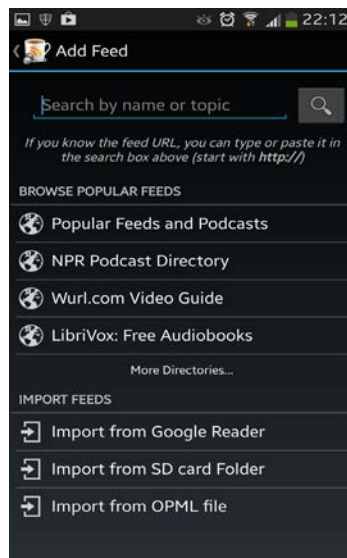 22:12
Add Feed
Search by name or topic
If you know the feed URL, you can type or paste it in
the search box above (start with http://)
BROWSE POPULAR FEEDS
Popular Feeds and Podcasts
NPR Podcast Directory
Wurl.com Video Guide
LibriVox: Free Audiobooks
More Directories...
IMPORT FEEDS
Import from Google Reader
Import from SD card Folder
Import from OPML file